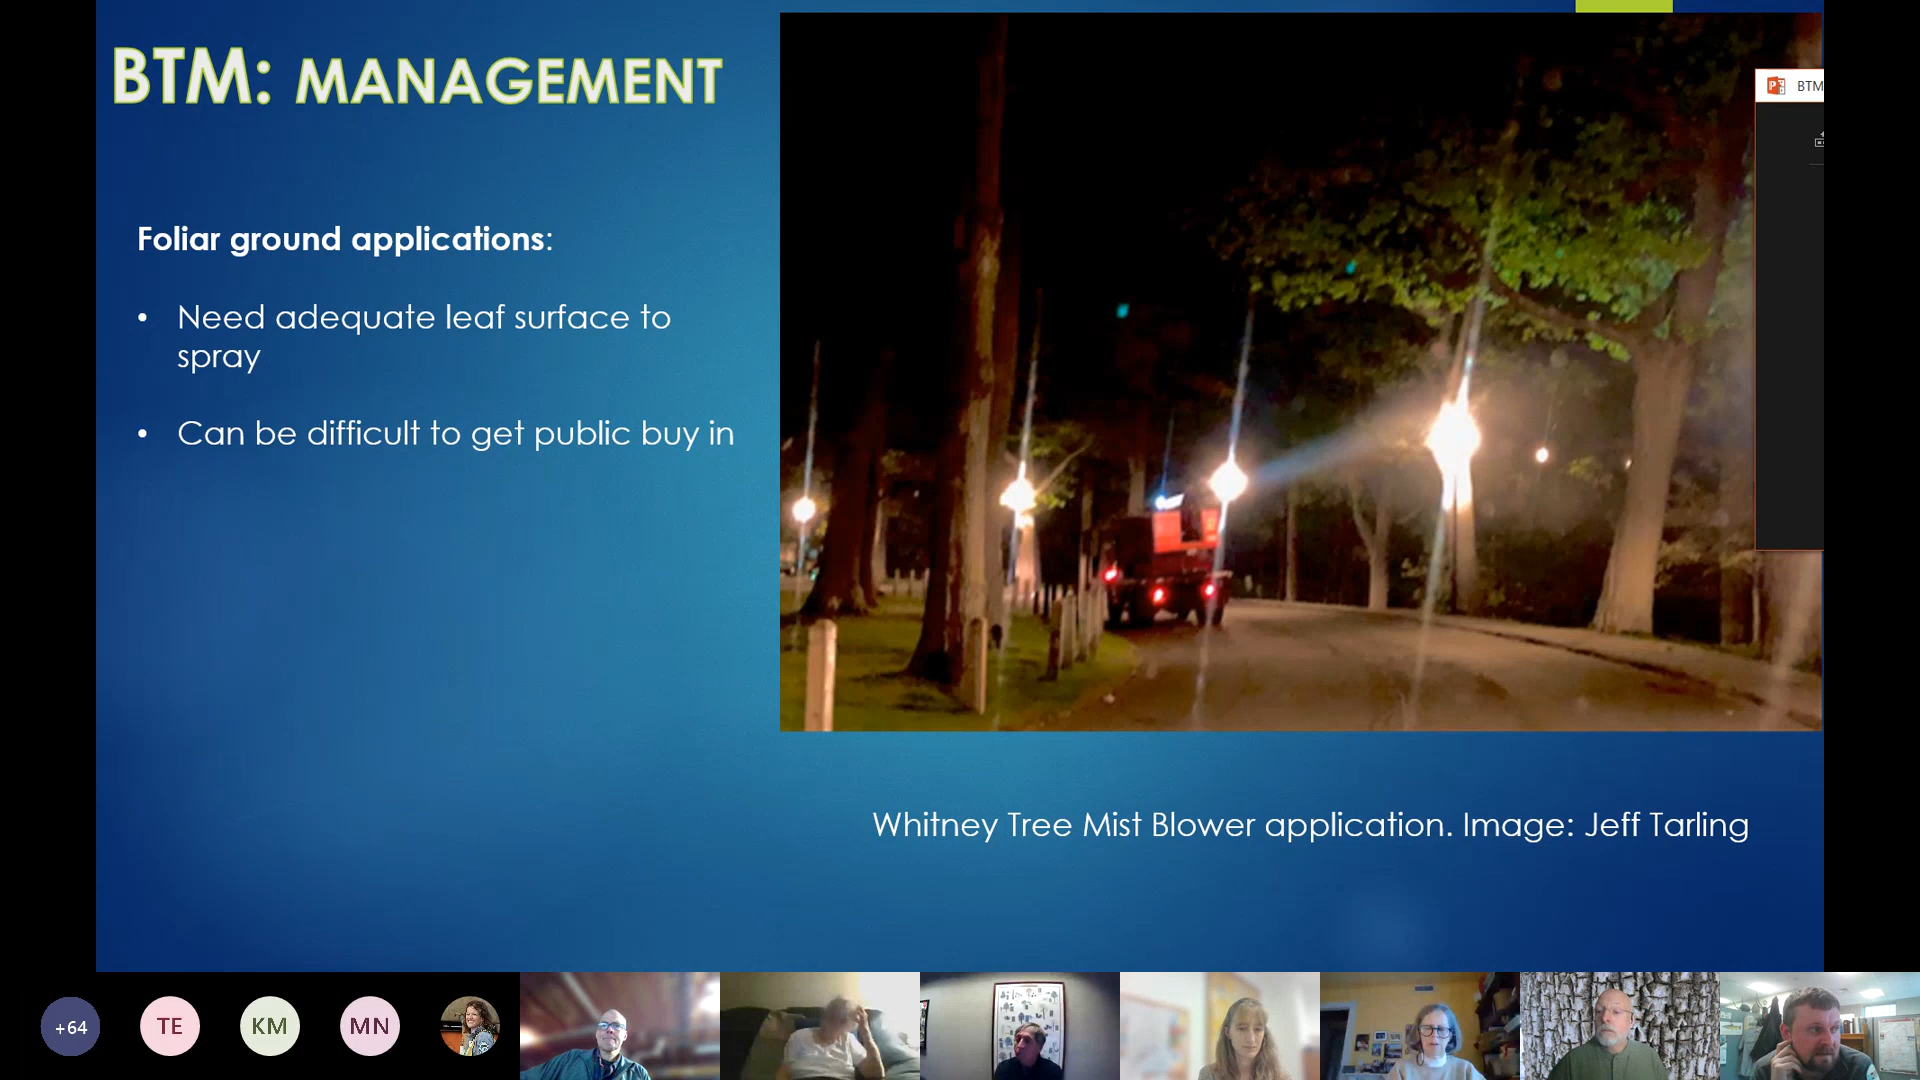 BTM: MANAGEMENT
BTM
Foliar ground applications:
• Need adequate leaf surface to
spray
• Can be difficult to get public buy in
Whitney Tree Mist Blower application. Image: Jeff Tarling
+64
TE
KM
MN